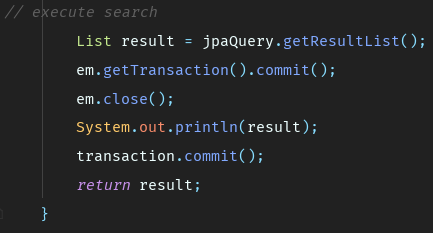 // execute search
List result = jpaQuery.getResultList();
em.getTransaction().commit();
em.close();
System.out.println(result);
transaction.commit();
return result;
}